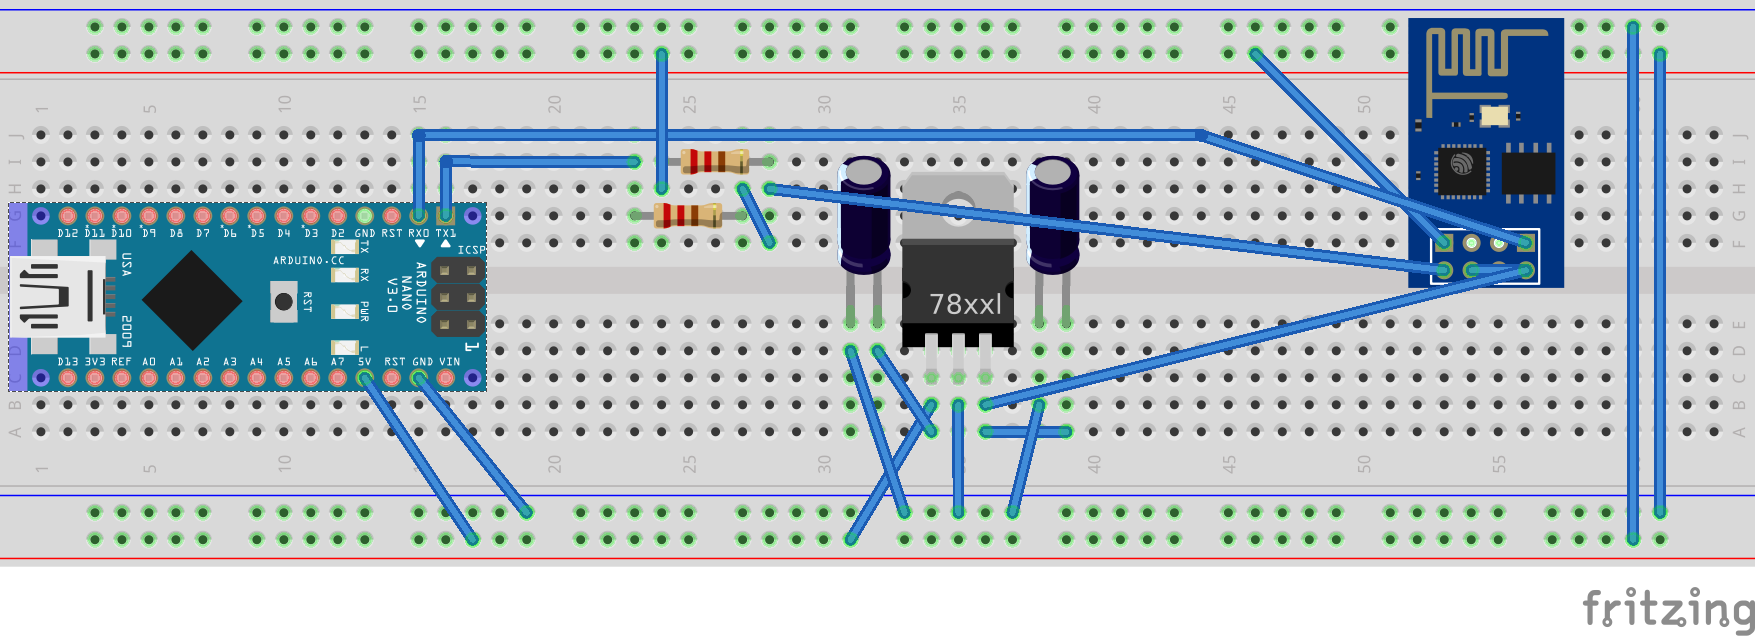 1 5 10 15 20 25 30 35 40 45 50
J J
I I
H H
G G
F F
D12 D11 D10 D9 D8 D7 D6 D5 D4 D3 D2 GND RST RX0 TX1
TX
RX
PWR
L
USA
2009
ARDUINO.CC
RST
ARDUINO
NANO
V3.0
ICSP
1
78xxl
D13 3V3 REF A0 A1 A2 A3 A4 A5 A6 A7 5V RST GND VIN
E
D D
C C
B B
A A
1 5 10 20 25 30 40 45 50 55
fritzing